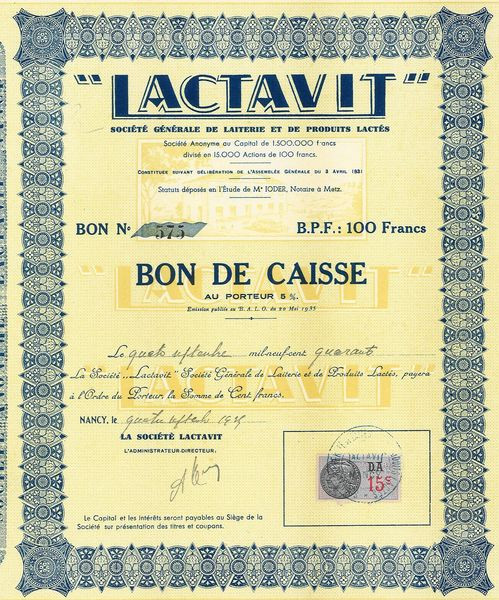 "LACTAVIT"
SOCIÉTÉ GÉNÉRALE DE LAITERIE ET DE PRODUITS LACTÉS
Société Anonyme au Capital de 1.500.000 francs
divisé en 15.000 Actions de 100 francs.
CONSTITUEE SUIVANT DÉLIBÉRATION DE L'ASSEMBLÉE GÉNÉRALE DU 3 AVRIL 1931
Statuts déposés en l'Étude de Me IODER, Notaire à Metz.
BON No 575 B.P.F.: 100 Francs
"LACTAVIT"
BON DE CAISSE
AU PORTEUR 5 %.
Emission publiée au B. A. L. O. du 20 Mai 1935
Le quatre septembre mil-neuf-cent quarante
La Société „Lactavit" Société Générale de Laiterie et de Produits Lactés, payera
à l'Ordre du Porteur, la Somme de Cent francs.
LACTAVIT
NANCY, le quatre septembre 1935
LA SOCIÉTÉ LACTAVIT
L'ADMINISTRATEUR-DIRECTEUR,
LACTAVIT
DA
15c
Le Capital et les intérêts seront payables au Siège de la
Société sur présentation des titres et coupons.